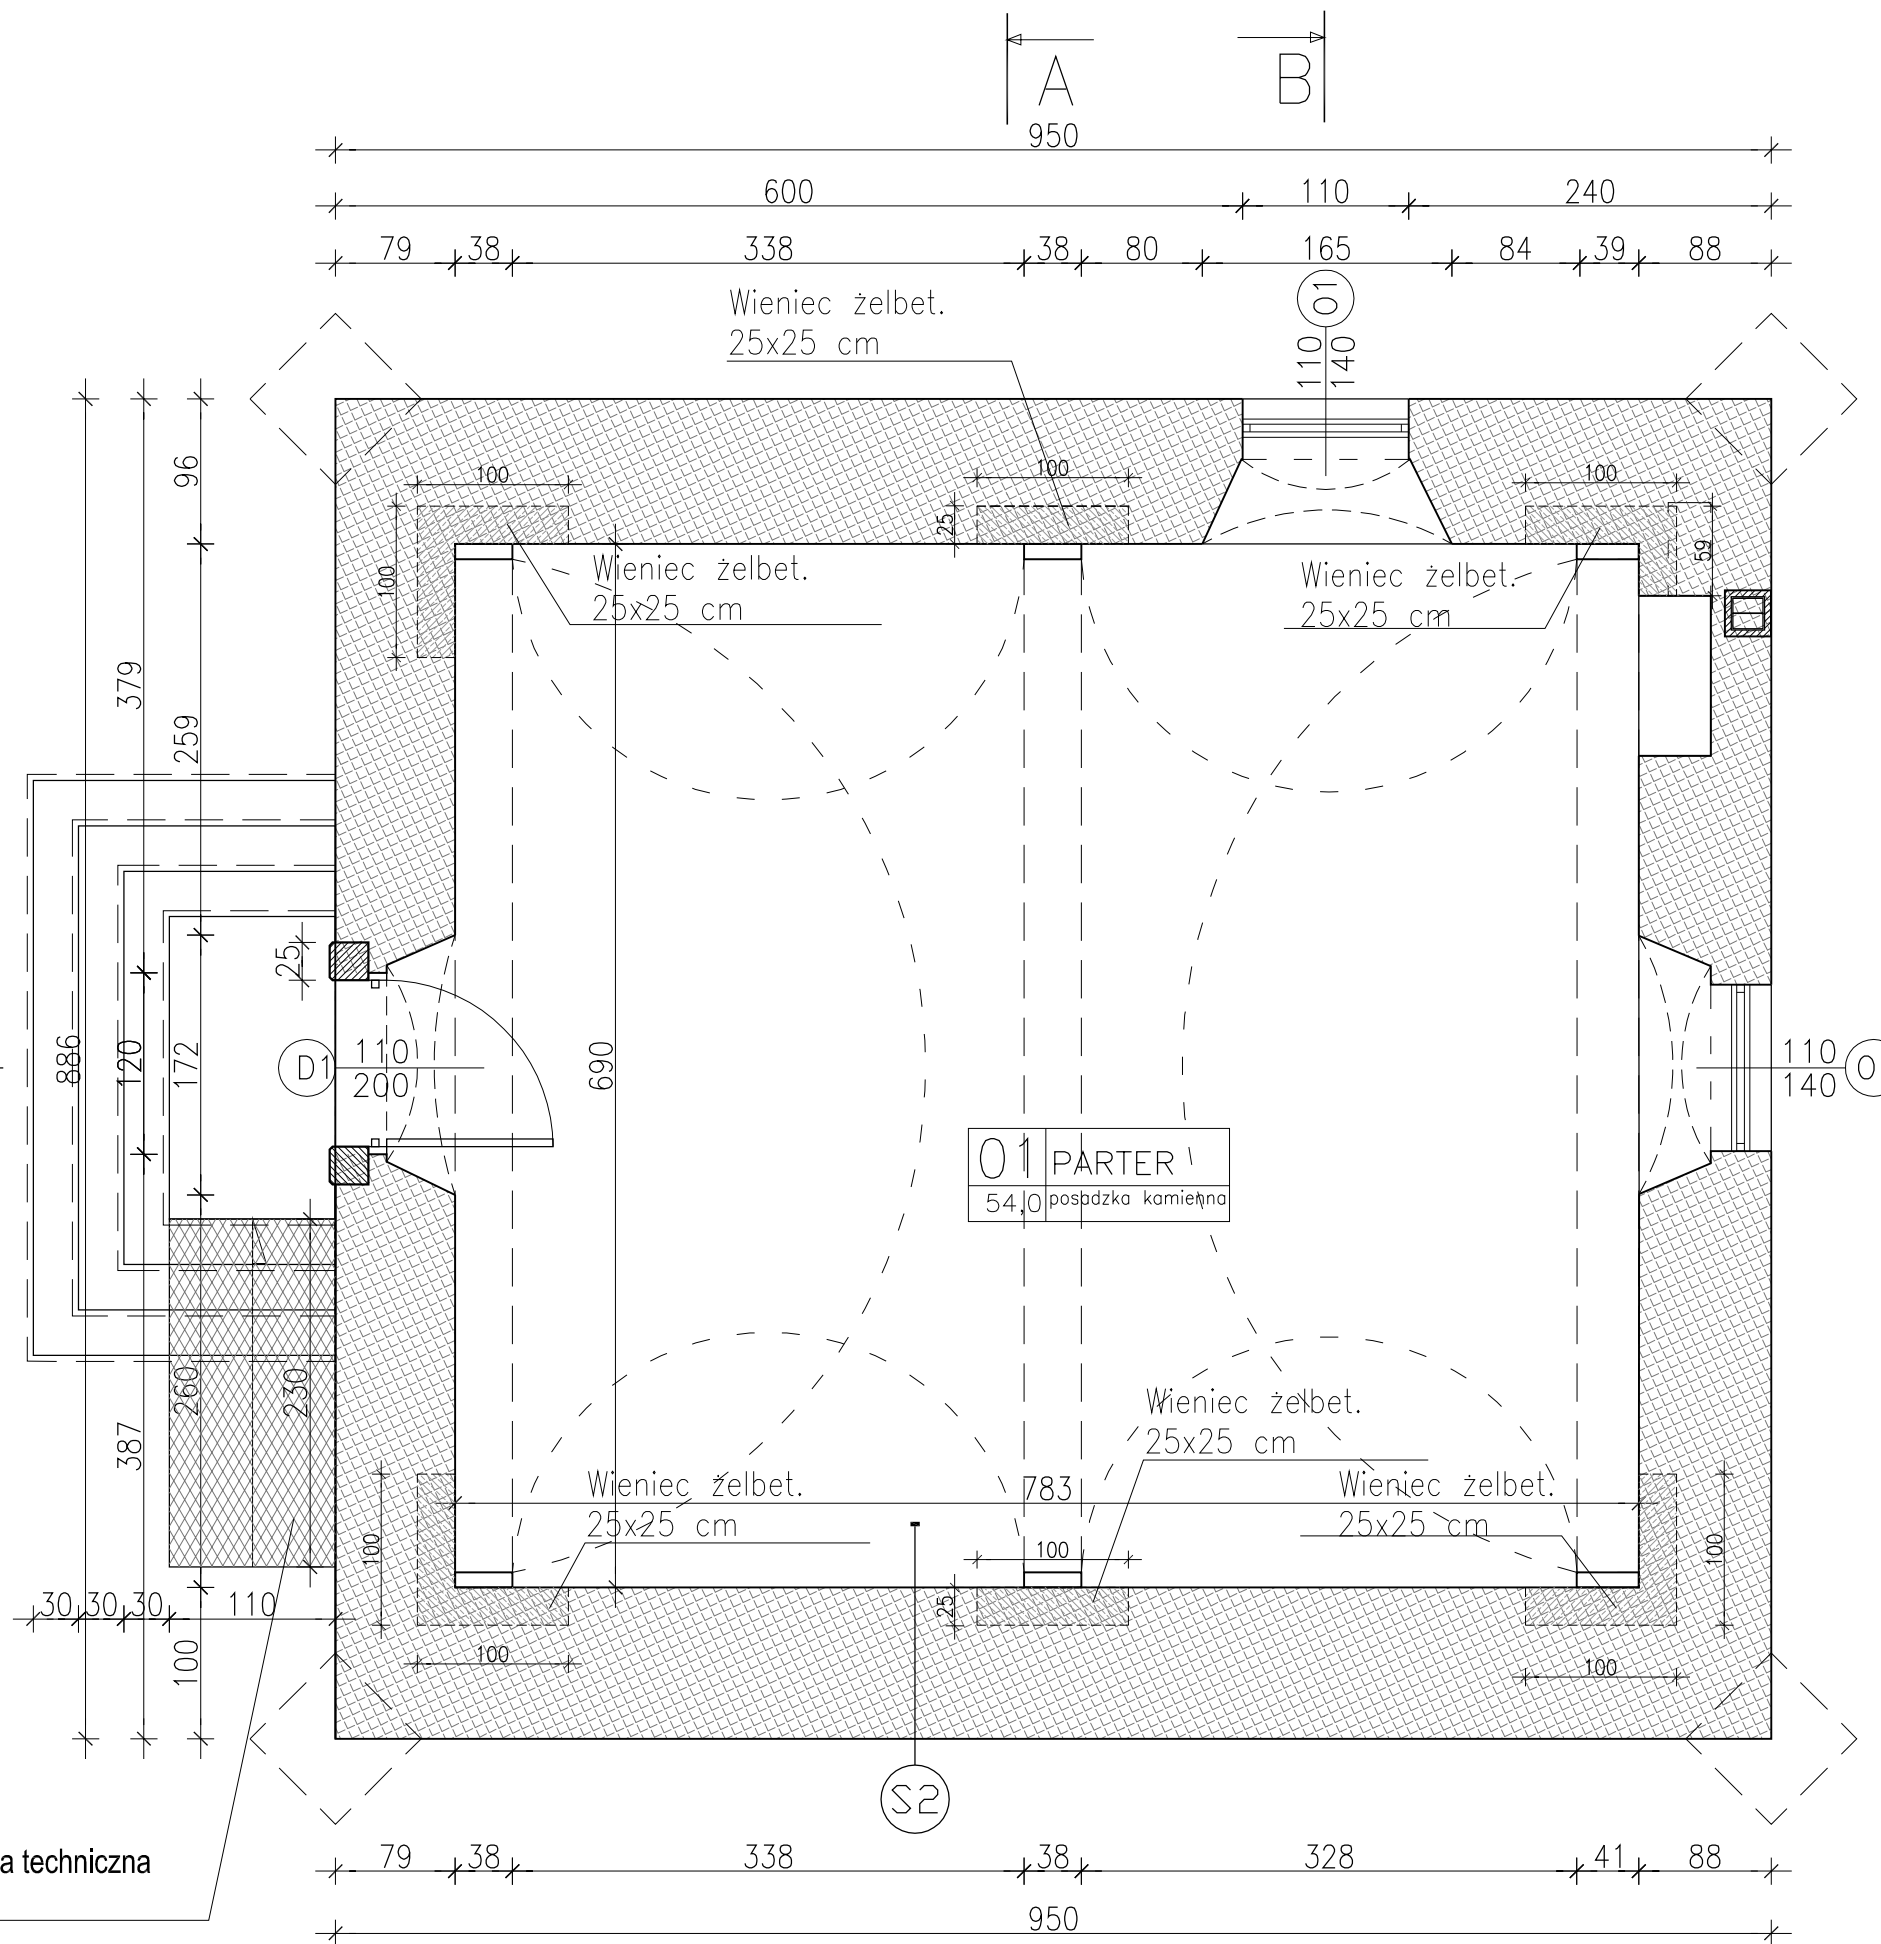 A B
950
600 110 240
79 38 338 38 80 165 84 39 88
Wieniec żelbet.
25x25 cm
01
110
140
96
379
259
886
120
172
260
387
230
100
25
100
100
100
100
25
59
Wieniec żelbet.
25x25 cm
Wieniec żelbet.
25x25 cm
690
D1
110
200
110
140
0
01 PARTER
54,0 posadzka kamienna
Wieniec żelbet.
25x25 cm
Wieniec żelbet.
25x25 cm
783
Wieniec żelbet.
25x25 cm
100
100
25
100
100
100
30 30 30 110
S2
a techniczna
79 38 338 38 328 41 88
950